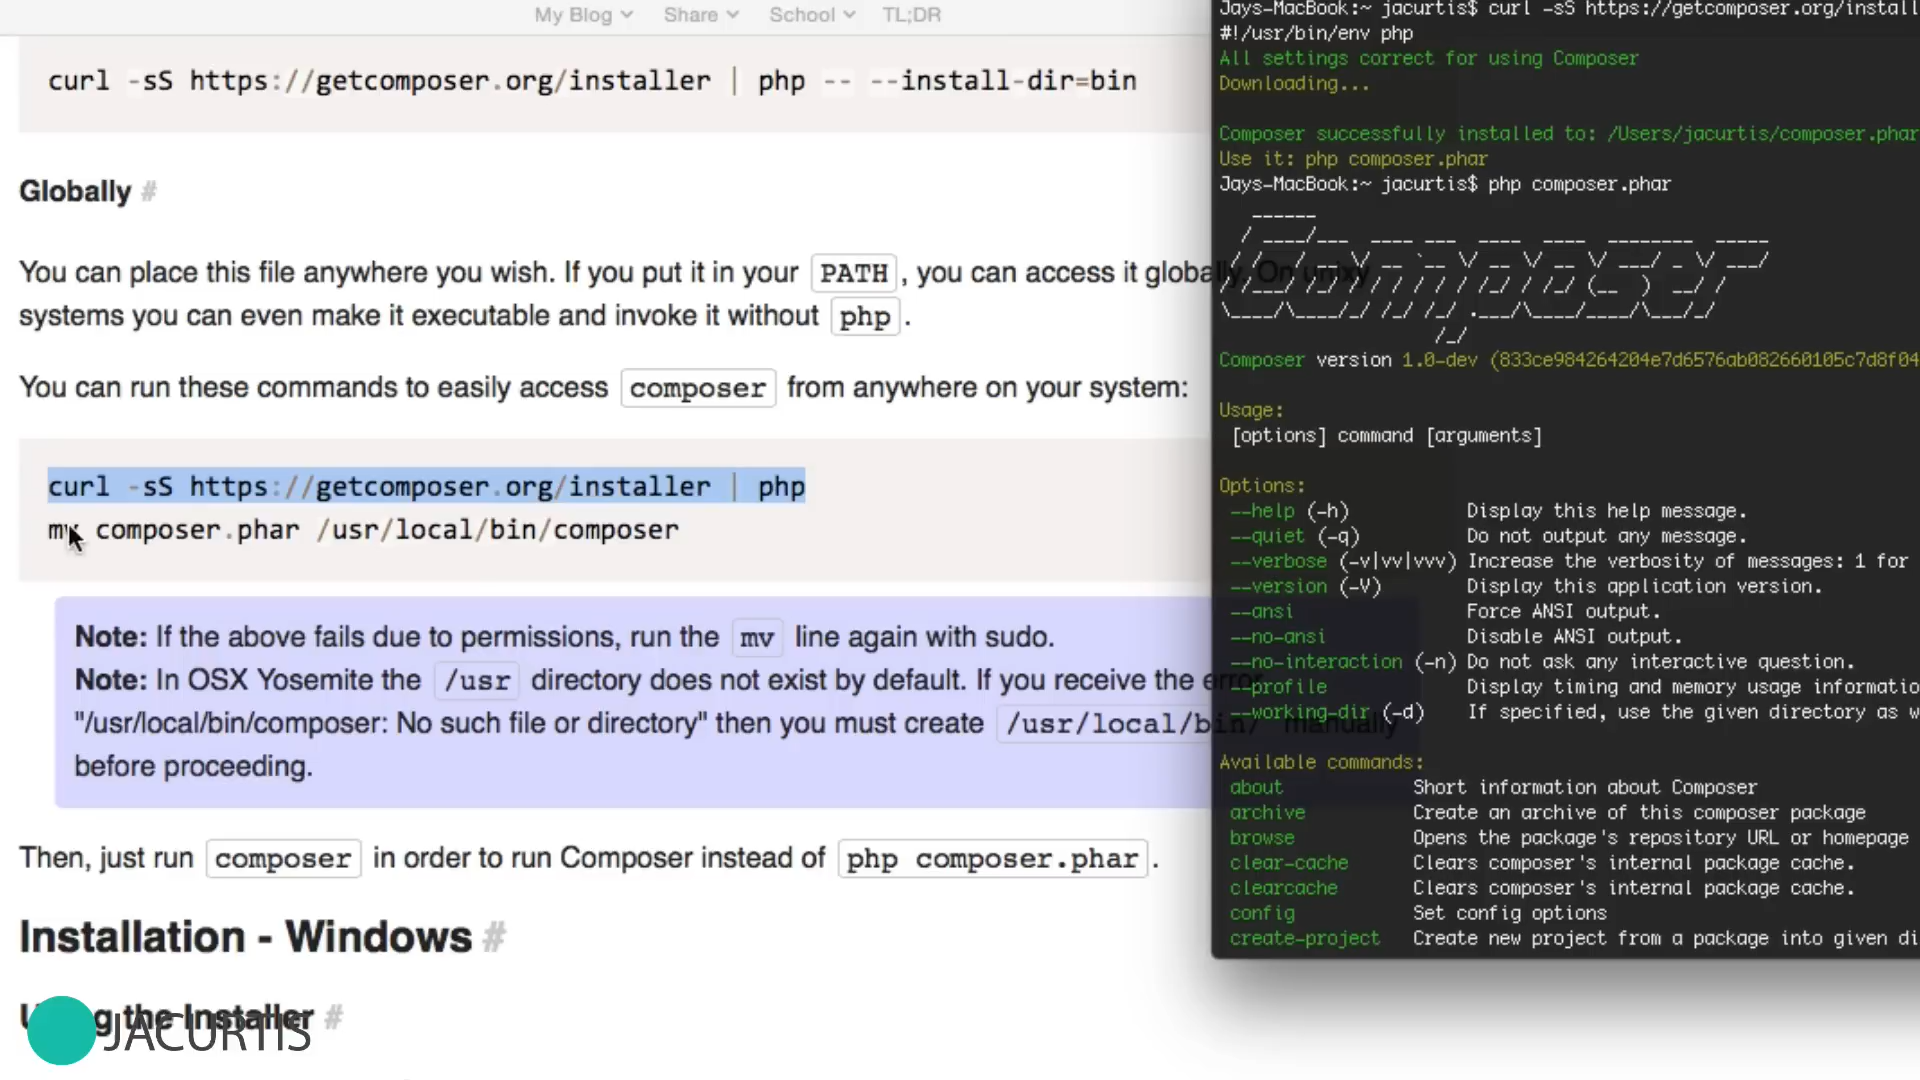 My Blog
Share
School
TL;DR
curl -sS https://getcomposer.org/installer | php -- --install-dir=bin
Globally #
You can place this file anywhere you wish. If you put it in your PATH, you can access it globally. On unixy
systems you can even make it executable and invoke it without php.
You can run these commands to easily access composer from anywhere on your system:
curl -sS https://getcomposer.org/installer | php
mv composer.phar /usr/local/bin/composer
Note: If the above fails due to permissions, run the mv line again with sudo.
Note: In OSX Yosemite the /usr directory does not exist by default. If you receive the error
"/usr/local/bin/composer: No such file or directory" then you must create /usr/local/bin/ manually
before proceeding.
Then, just run composer in order to run Composer instead of php composer.phar.
Installation - Windows #
Using the Installer #
JACURTIS
Jays-MacBook:~ jacurtis$ curl -sS https://getcomposer.org/install
#!/usr/bin/env php
All settings correct for using Composer
Downloading...
Composer successfully installed to: /Users/jacurtis/composer.phar
Use it: php composer.phar
Jays-MacBook:~ jacurtis$ php composer.phar
Composer
Composer version 1.0-dev (833ce984264204e7d6576ab082660105c7d8f04
Usage:
[options] command [arguments]
Options:
--help (-h) Display this help message.
--quiet (-q) Do not output any message.
--verbose (-v|vv|vvv) Increase the verbosity of messages: 1 for
--version (-V) Display this application version.
--ansi Force ANSI output.
--no-ansi Disable ANSI output.
--no-interaction (-n) Do not ask any interactive question.
--profile Display timing and memory usage informatio
--working-dir (-d) If specified, use the given directory as w
Available commands:
about Short information about Composer
archive Create an archive of this composer package
browse Opens the package's repository URL or homepage
clear-cache Clears composer's internal package cache.
clearcache Clears composer's internal package cache.
config Set config options
create-project Create new project from a package into given di